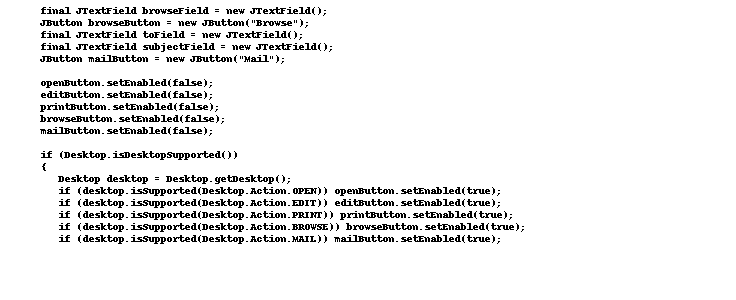 final JTextField browseField = new JTextField();
JButton browseButton = new JButton("Browse");
final JTextField toField = new JTextField();
final JTextField subjectField = new JTextField();
JButton mailButton = new JButton("Mail");
openButton.setEnabled(false);
editButton.setEnabled(false);
printButton.setEnabled(false);
browseButton.setEnabled(false);
mailButton.setEnabled(false);
if (Desktop.isDesktopSupported())
{
Desktop desktop = Desktop.getDesktop();
if (desktop.isSupported(Desktop.Action.OPEN)) openButton.setEnabled(true);
if (desktop.isSupported(Desktop.Action.EDIT)) editButton.setEnabled(true);
if (desktop.isSupported(Desktop.Action.PRINT)) printButton.setEnabled(true);
if (desktop.isSupported(Desktop.Action.BROWSE)) browseButton.setEnabled(true);
if (desktop.isSupported(Desktop.Action.MAIL)) mailButton.setEnabled(true);